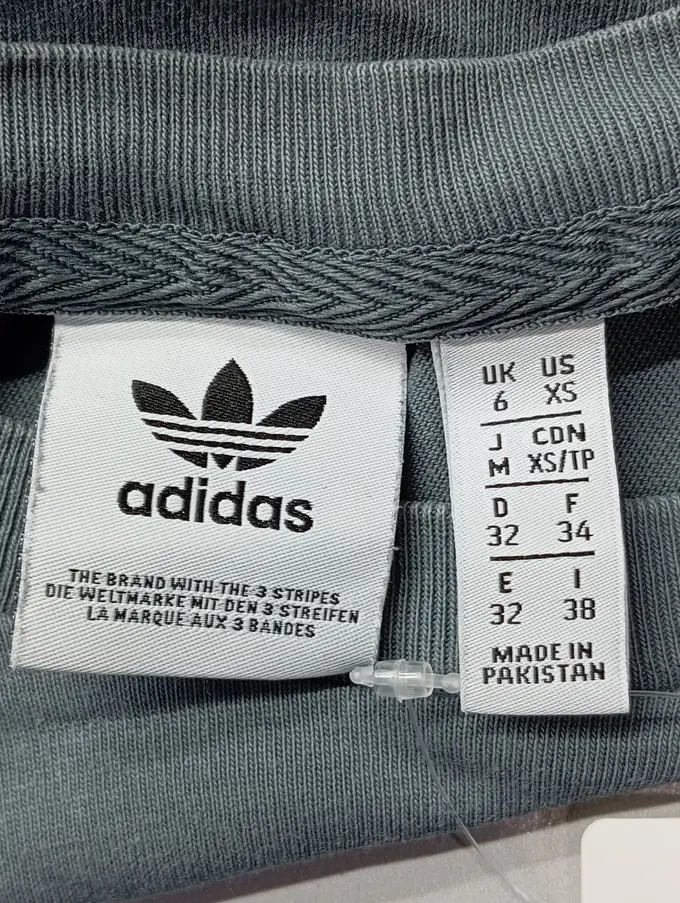 adidas
THE BRAND WITH THE 3 STRIPES
DIE WELTMARKE MIT DEN 3 STREIFEN
LA MARQUE AUX 3 BANDES
UK US
6 XS
J CDN
M XS/TP
D F
32 34
E I
32 38
MADE IN
PAKISTAN